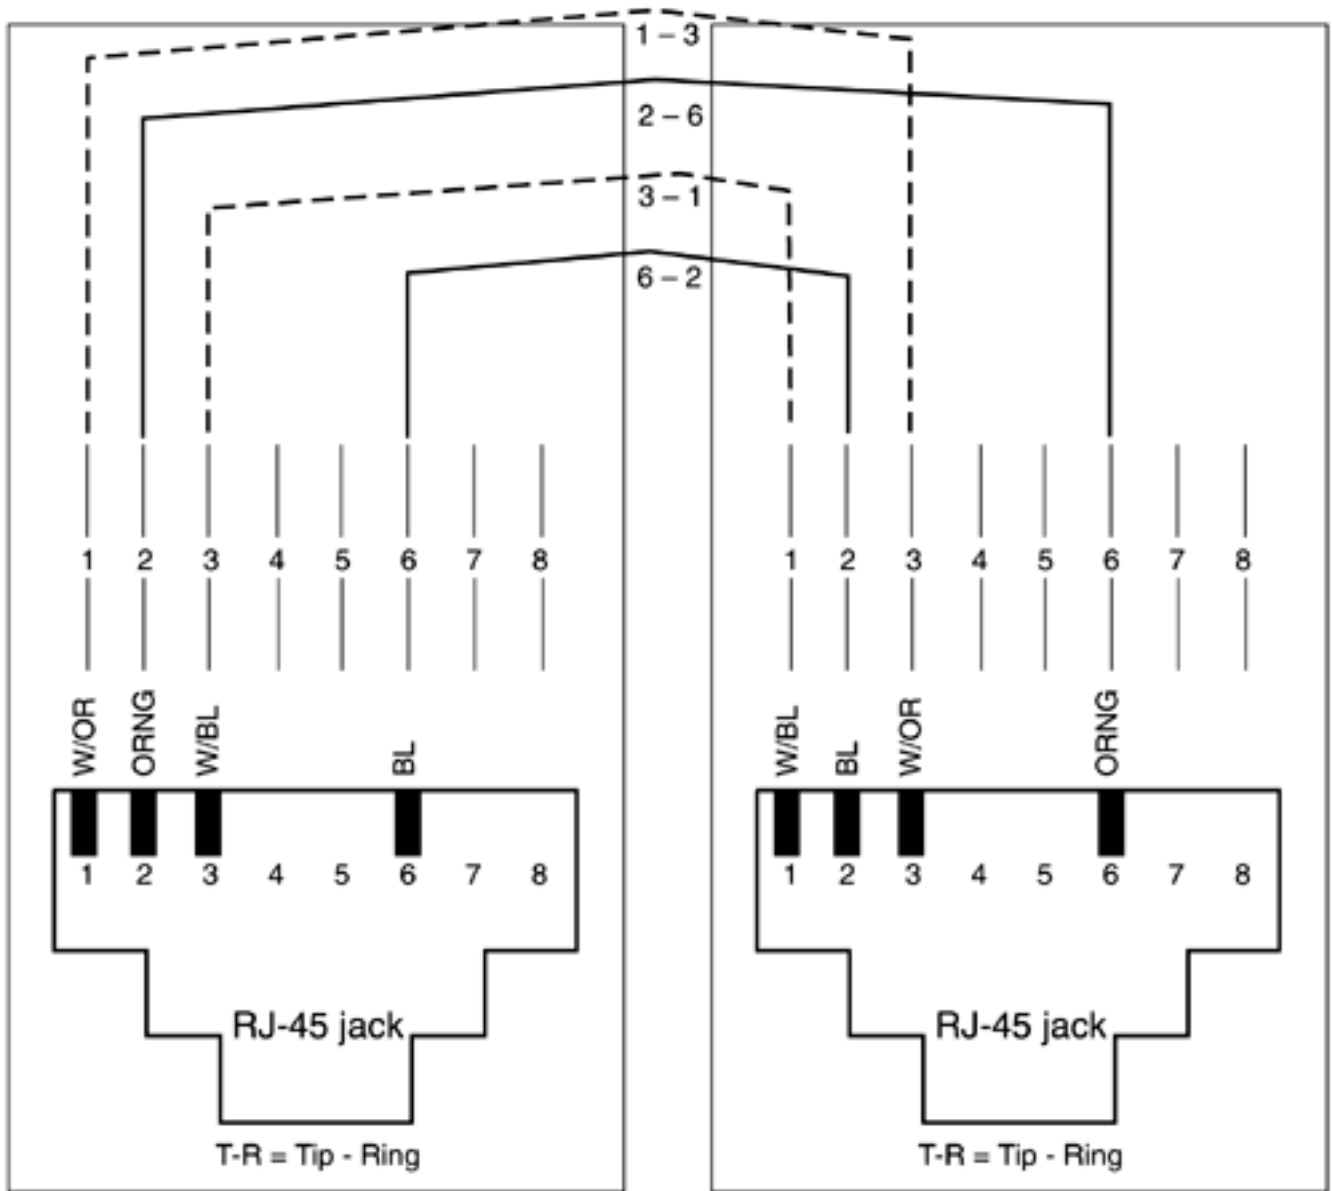 1 – 3
2 – 6
3 – 1
6 – 2
1 2 3 4 5 6 7 8
1 2 3 4 5 6 7 8
W/OR ORNG W/BL BL
W/BL BL W/OR ORNG
1 2 3 4 5 6 7 8
1 2 3 4 5 6 7 8
RJ-45 jack
RJ-45 jack
T-R = Tip - Ring
T-R = Tip - Ring